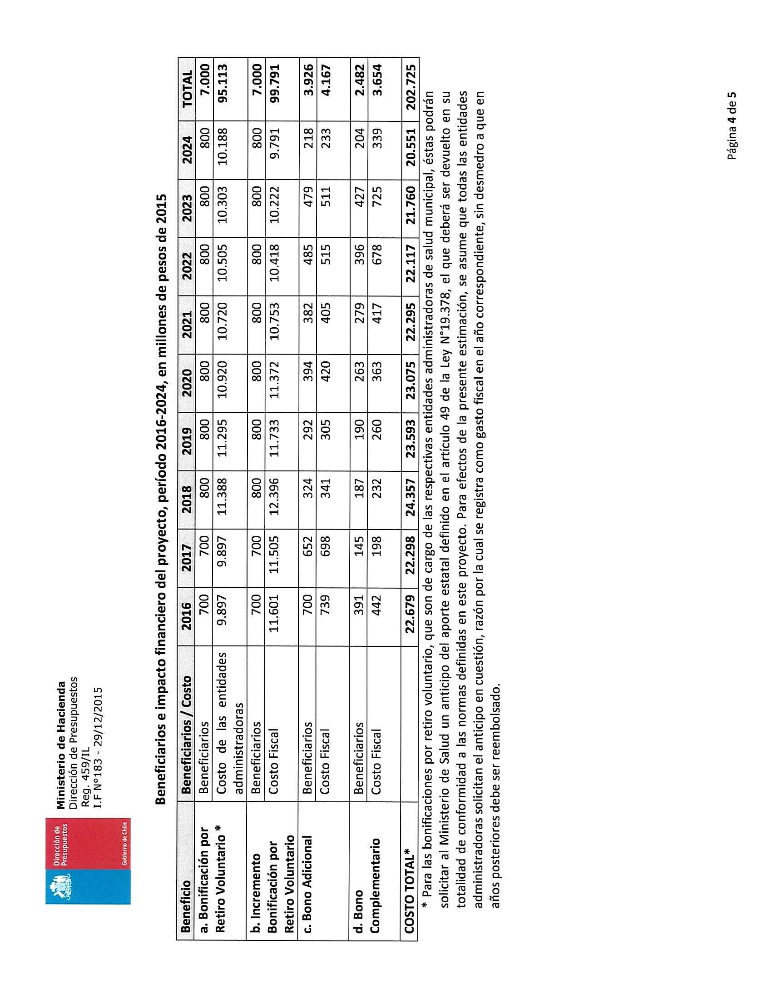 Dirección de
Presupuestos
Gobierno de Chile
Ministerio de Hacienda
Dirección de Presupuestos
Reg. 459/IL
I.F N°183 - 29/12/2015
Beneficiarios e impacto financiero del proyecto, período 2016-2024, en millones de pesos de 2015
Beneficio Beneficiarios / Costo 2016 2017 2018 2019 2020 2021 2022 2023 2024 TOTAL
a. Bonificación por Beneficiarios 700 700 800 800 800 800 800 800 800 7.000
Retiro Voluntario * Costo de las entidades 9.897 9.897 11.388 11.295 10.920 10.720 10.505 10.303 10.188 95.113
administradoras
b. Incremento Beneficiarios 700 700 800 800 800 800 800 800 800 7.000
Bonificación por Costo Fiscal 11.601 11.505 12.396 11.733 11.372 10.753 10.418 10.222 9.791 99.791
Retiro Voluntario
c. Bono Adicional Beneficiarios 700 652 324 292 394 382 485 479 218 3.926
Costo Fiscal 739 698 341 305 420 405 515 511 233 4.167
d. Bono Beneficiarios 391 145 187 190 263 279 396 427 204 2.482
Complementario Costo Fiscal 442 198 232 260 363 417 678 725 339 3.654
COSTO TOTAL* 22.679 22.298 24.357 23.593 23.075 22.295 22.117 21.760 20.551 202.725
* Para las bonificaciones por retiro voluntario, que son de cargo de las respectivas entidades administradoras de salud municipal, éstas podrán
solicitar al Ministerio de Salud un anticipo del aporte estatal definido en el artículo 49 de la Ley N°19.378, el que deberá ser devuelto en su
totalidad de conformidad a las normas definidas en este proyecto. Para efectos de la presente estimación, se asume que todas las entidades
administradoras solicitan el anticipo en cuestión, razón por la cual se registra como gasto fiscal en el año correspondiente, sin desmedro a que en
años posteriores debe ser reembolsado.
Página 4 de 5